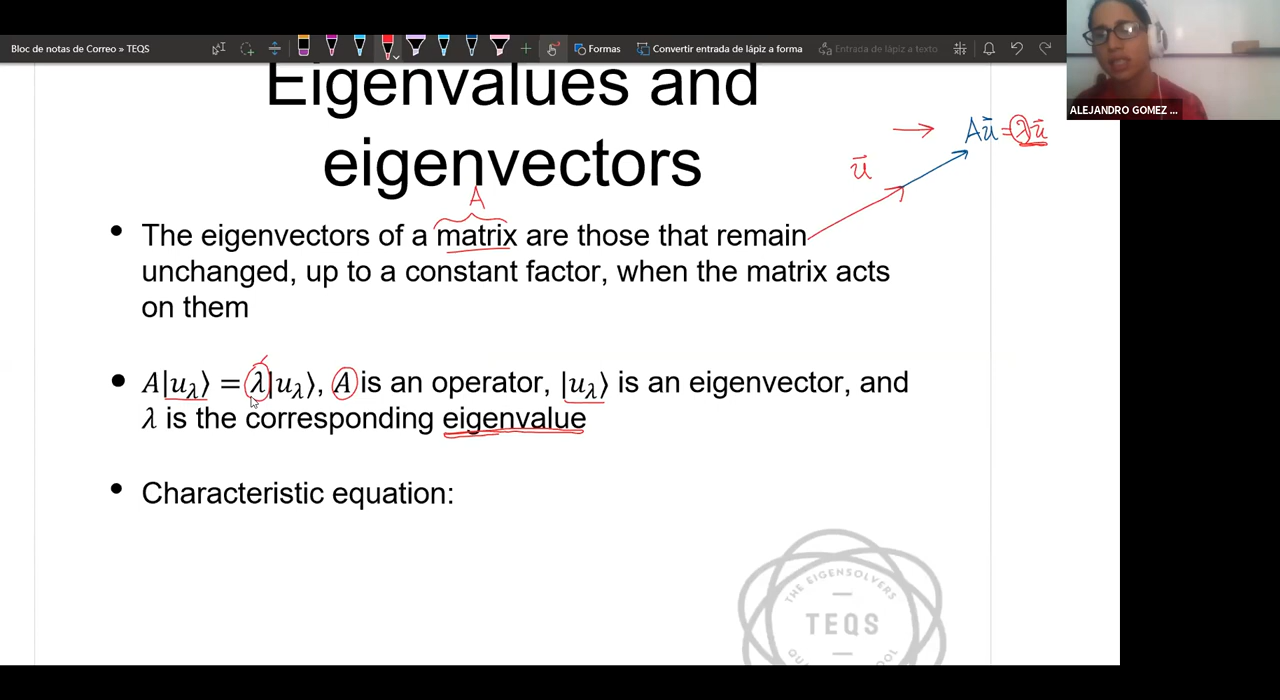 Bloc de notas de Correo » TEQS
Formas
Convertir entrada de lápiz a forma
Entrada de lápiz a texto
ALEJANDRO GOMEZ ...
Eigenvalues and
eigenvectors
A
u⃗
Au⃗ = λu⃗
• The eigenvectors of a matrix are those that remain
unchanged, up to a constant factor, when the matrix acts
on them
• A|u_λ⟩ = λ|u_λ⟩, A is an operator, |u_λ⟩ is an eigenvector, and
λ is the corresponding eigenvalue
• Characteristic equation:
THE EIGENSOLVERS
TEQS